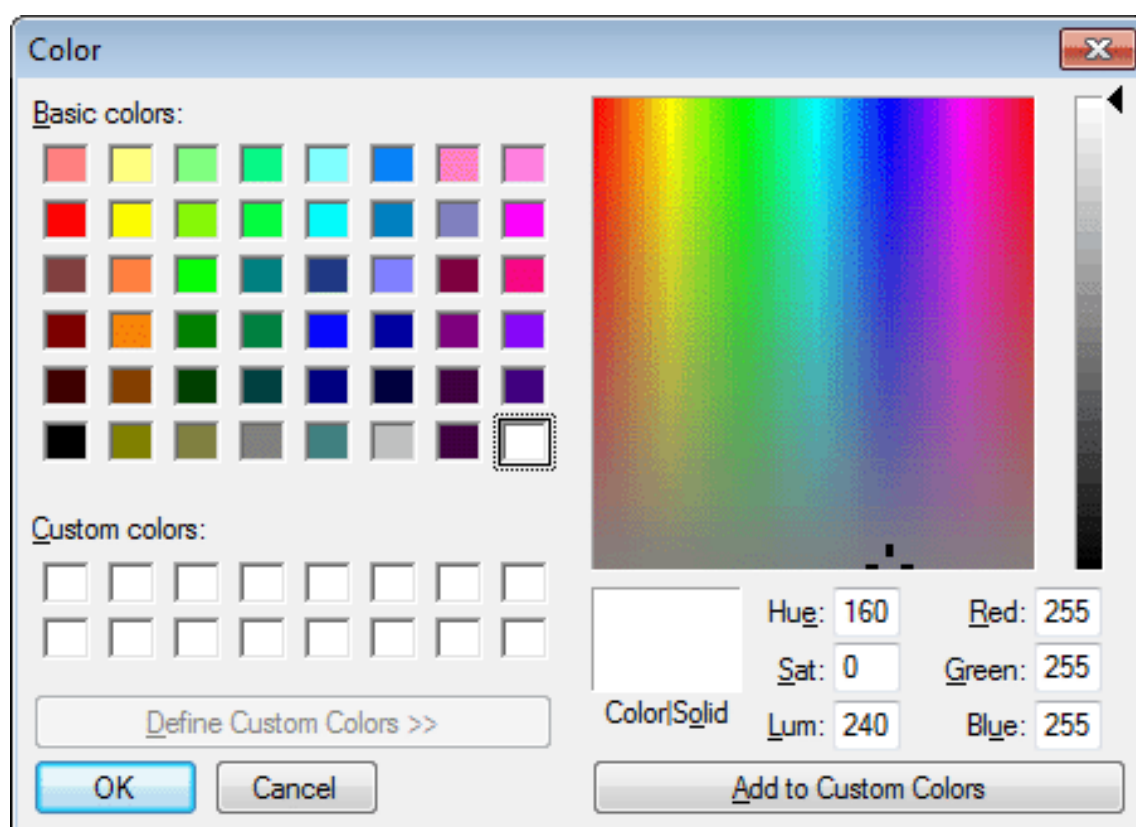 Color
Basic colors:
Custom colors:
Define Custom Colors >>
OK
Cancel
Color|Solid
Hue: 160
Sat: 0
Lum: 240
Red: 255
Green: 255
Blue: 255
Add to Custom Colors